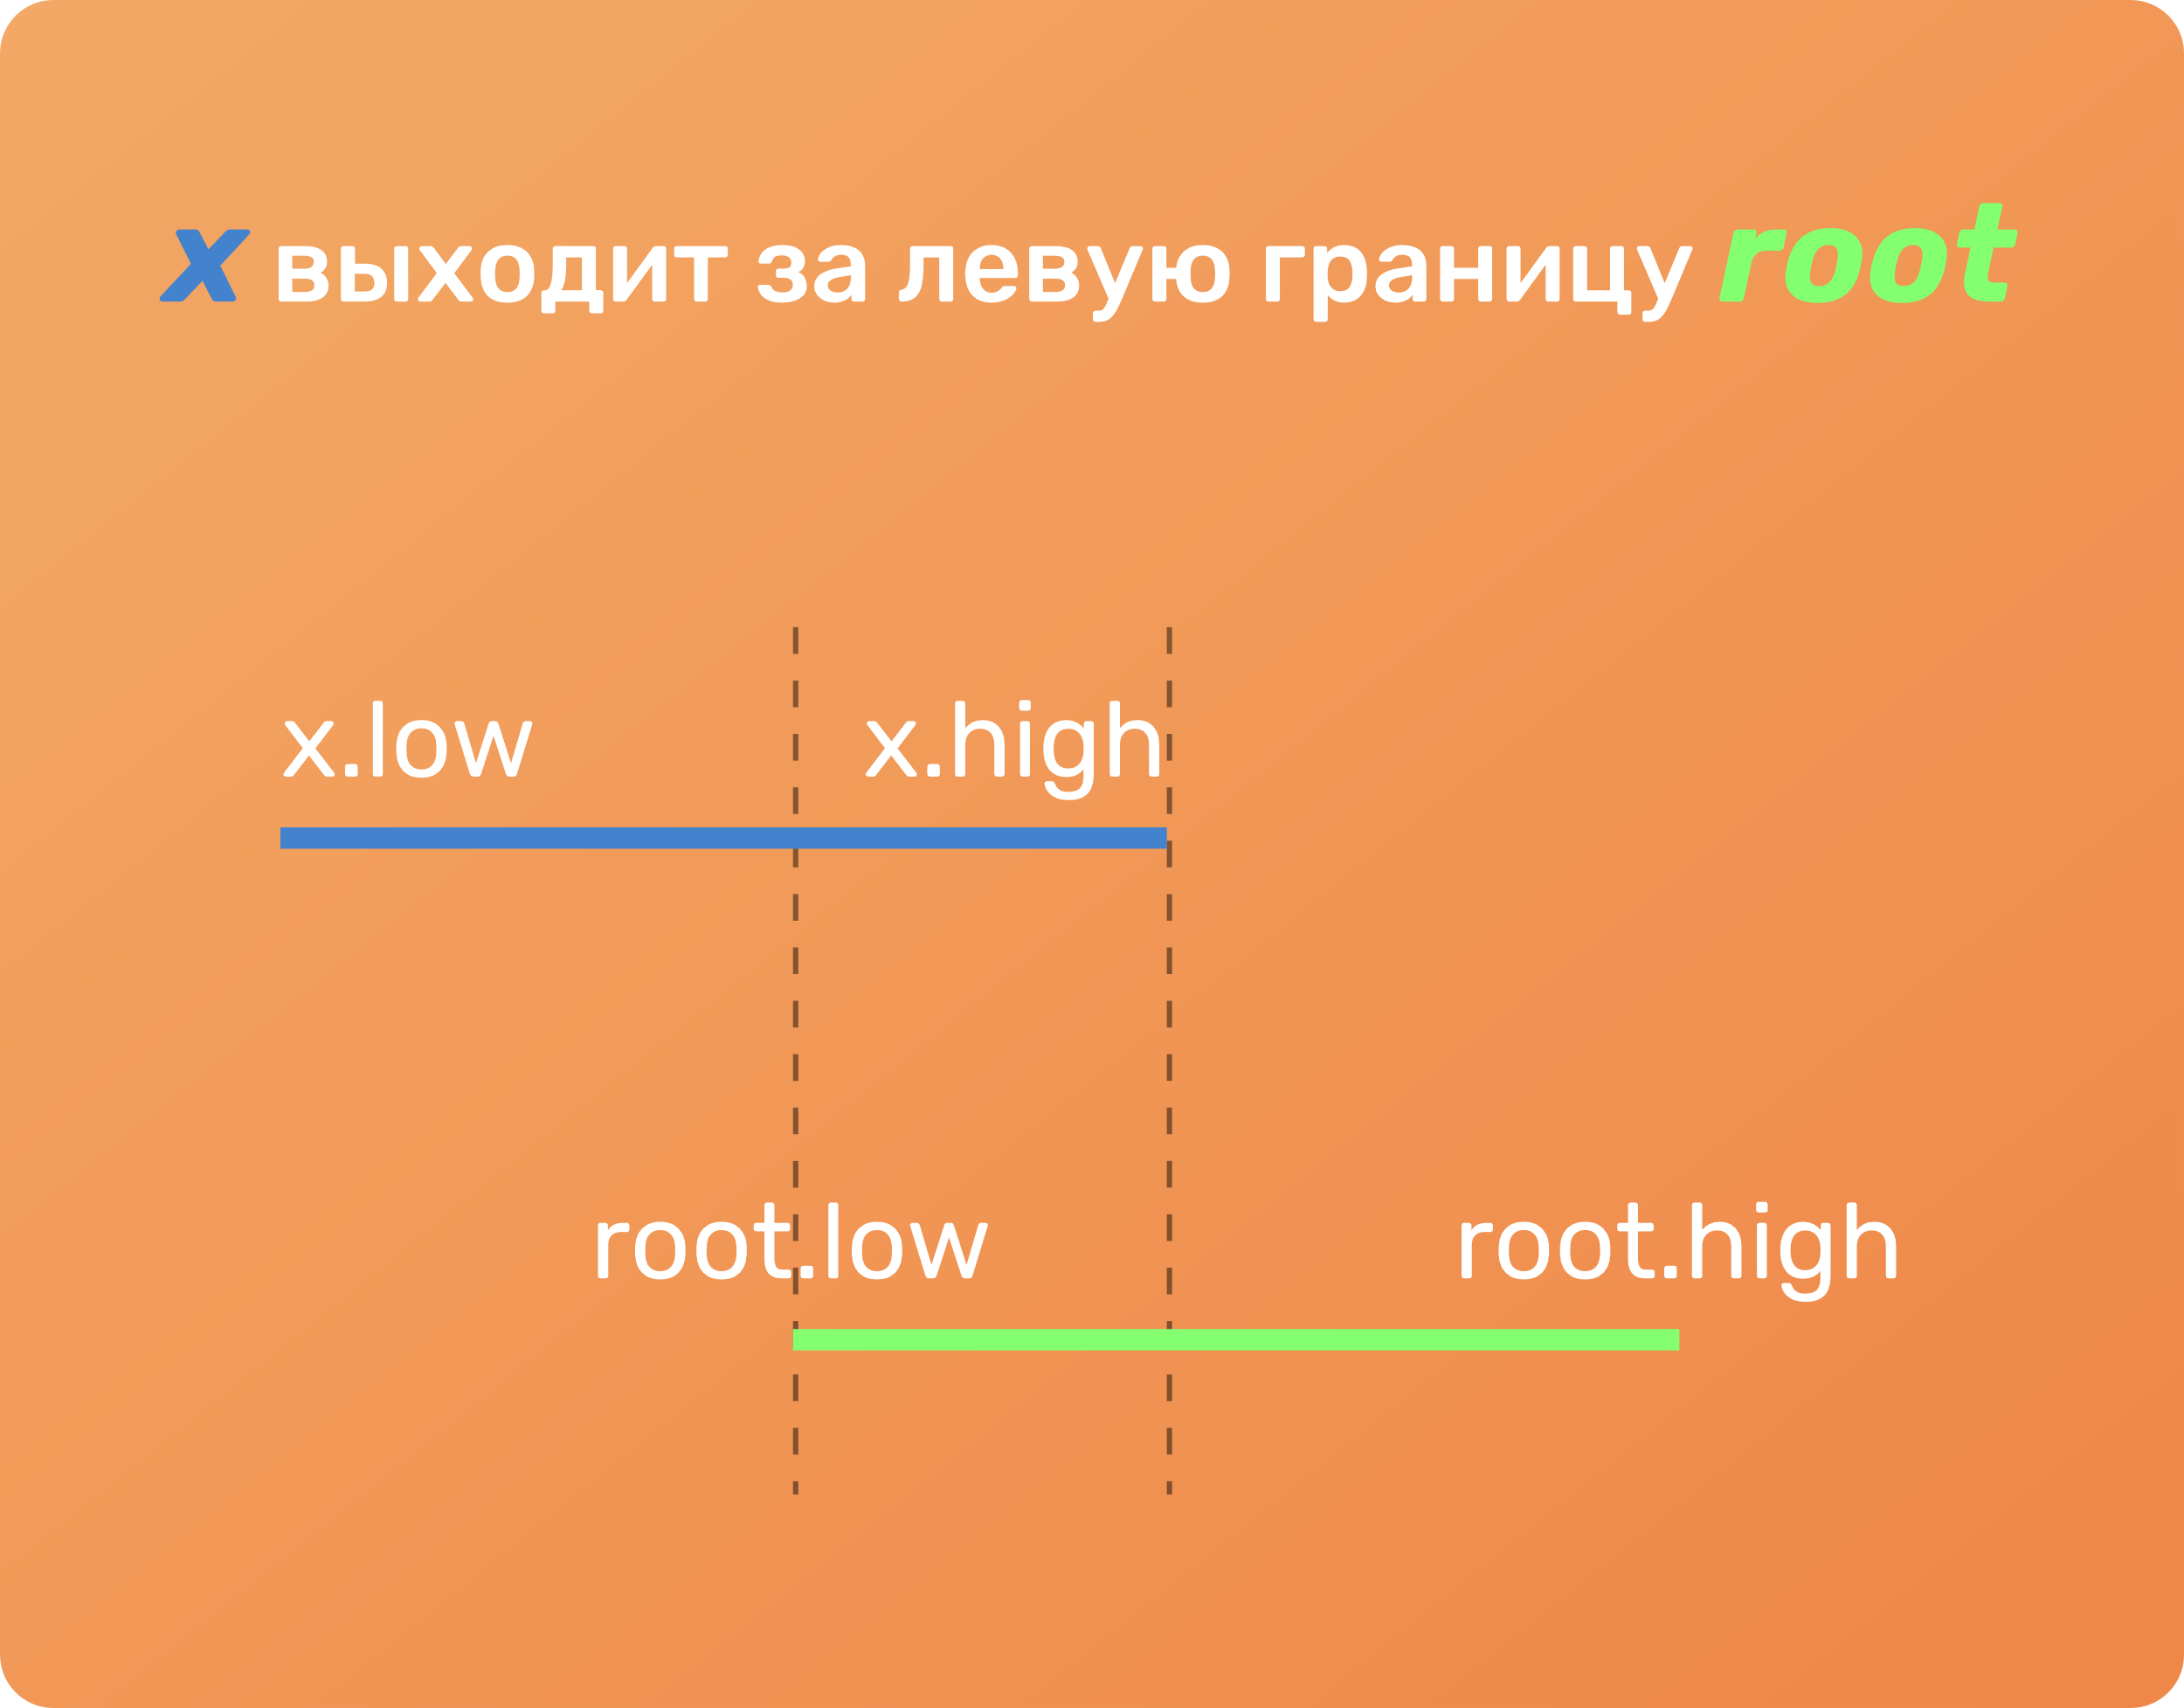 x выходит за левую границу root
x.low x.high
root.low root.high